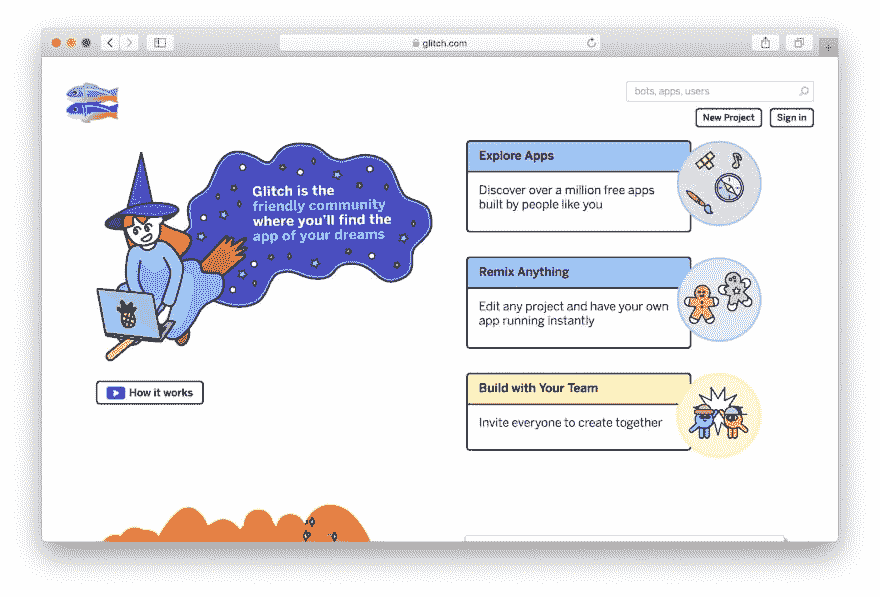 glitch.com
bots, apps, users
New Project
Sign in
Glitch is the
friendly community
where you'll find the
app of your dreams
How it works
Explore Apps
Discover over a million free apps
built by people like you
Remix Anything
Edit any project and have your own
app running instantly
Build with Your Team
Invite everyone to create together